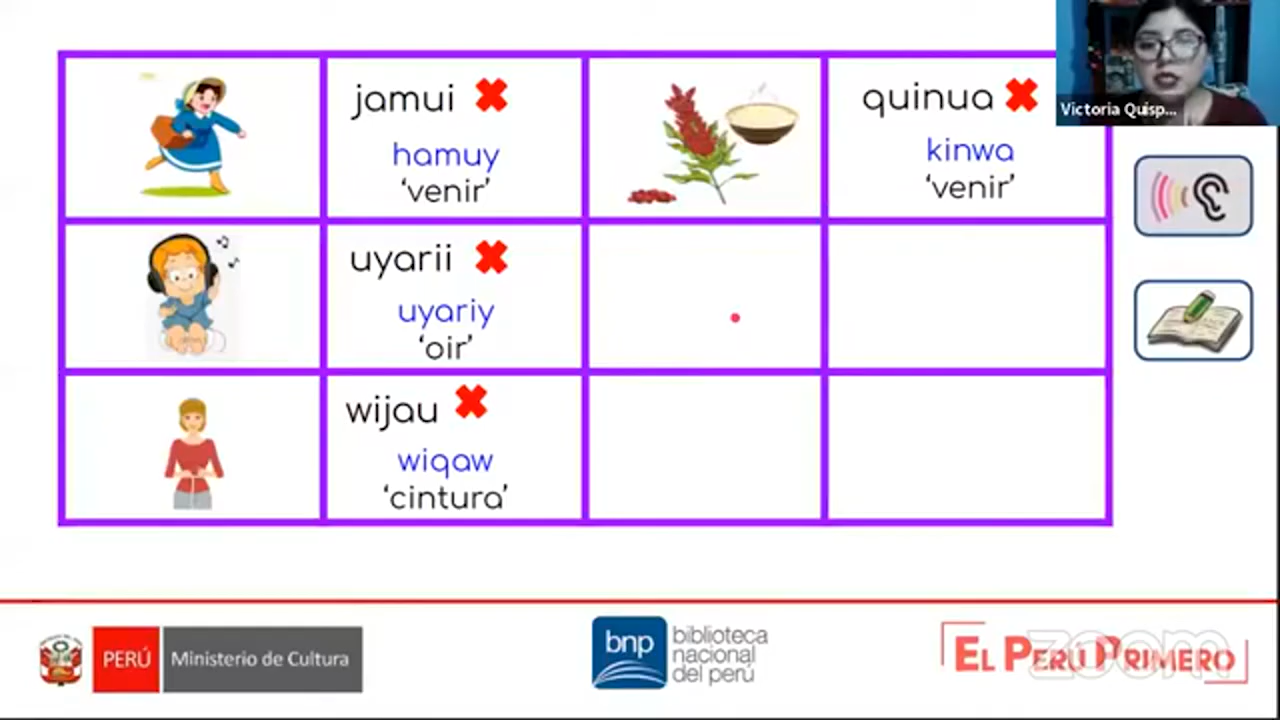 jamui
hamuy
‘venir’
quinua
kinwa
‘venir’
Victoria Quisp...
uyarii
uyariy
‘oir’
wijau
wiqaw
‘cintura’
PERÚ
Ministerio de Cultura
bnp
biblioteca
nacional
del perú
EL PERÚ PRIMERO
zoom